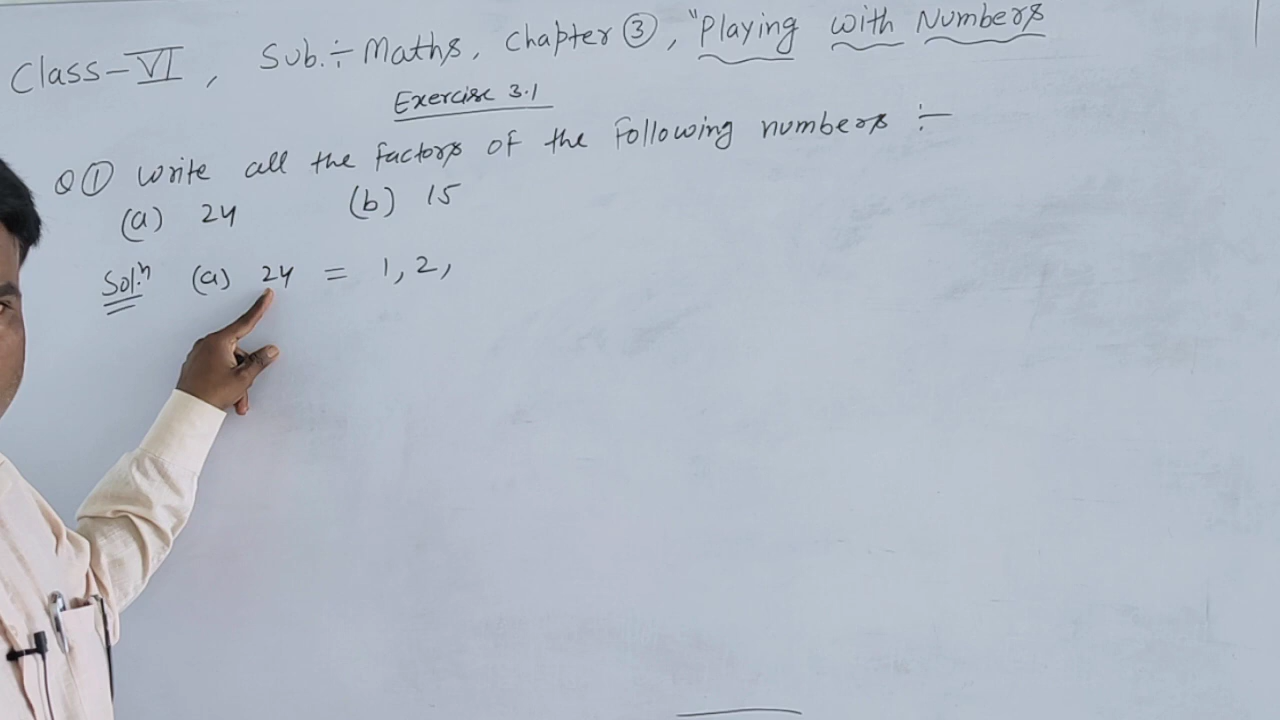 Class-VI, Sub.÷ Maths, Chapter ③, "Playing with Numbers
Exercise 3.1
Q① Write all the factors of the following numbers :-
(a) 24 (b) 15
Sol.ⁿ (a) 24 = 1, 2,